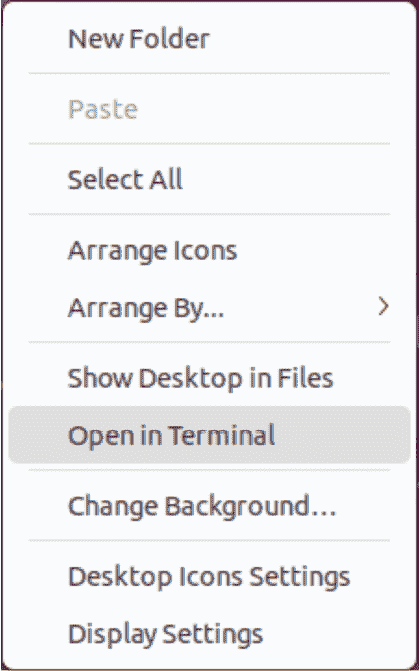 New Folder
Paste
Select All
Arrange Icons
Arrange By...
Show Desktop in Files
Open in Terminal
Change Background...
Desktop Icons Settings
Display Settings